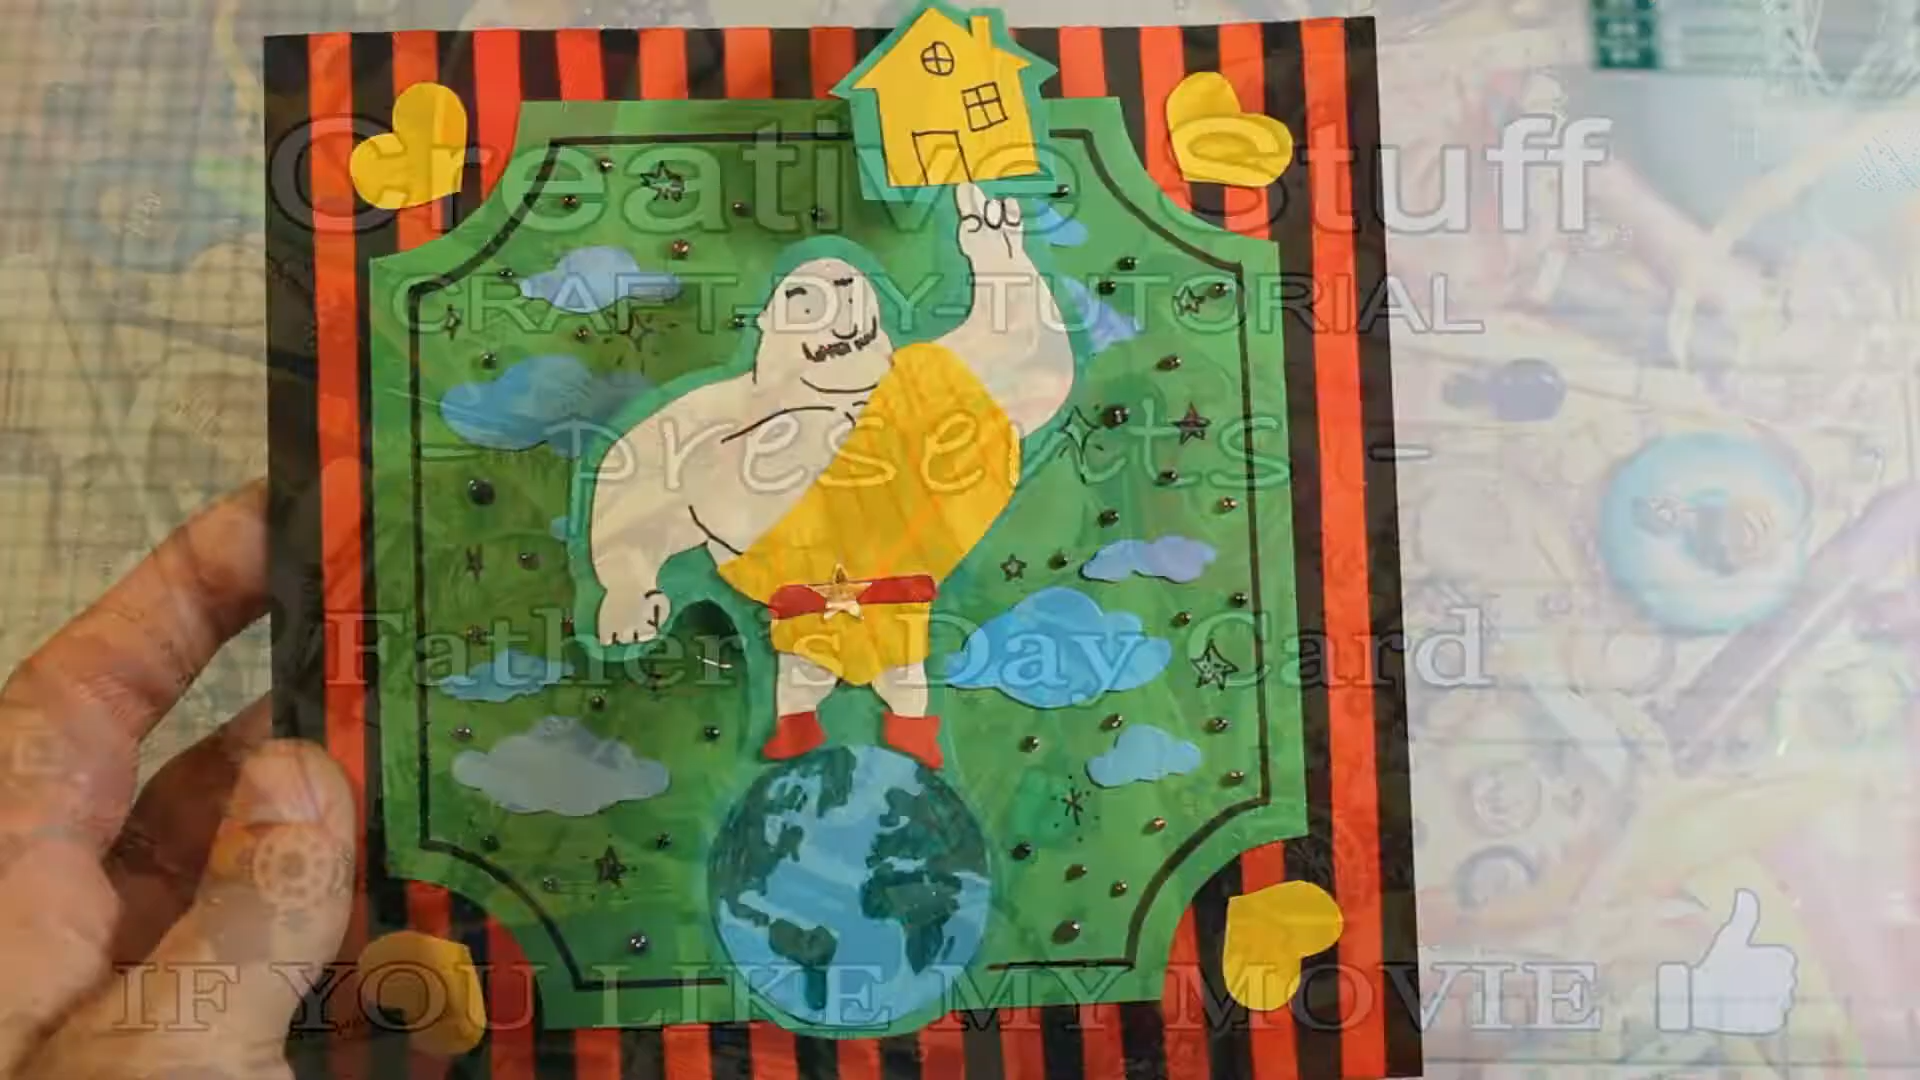 Creative Stuff
CRAFT-DIY-TUTORIAL
- presents -
Father's Day Card
IF YOU LIKE MY MOVIE